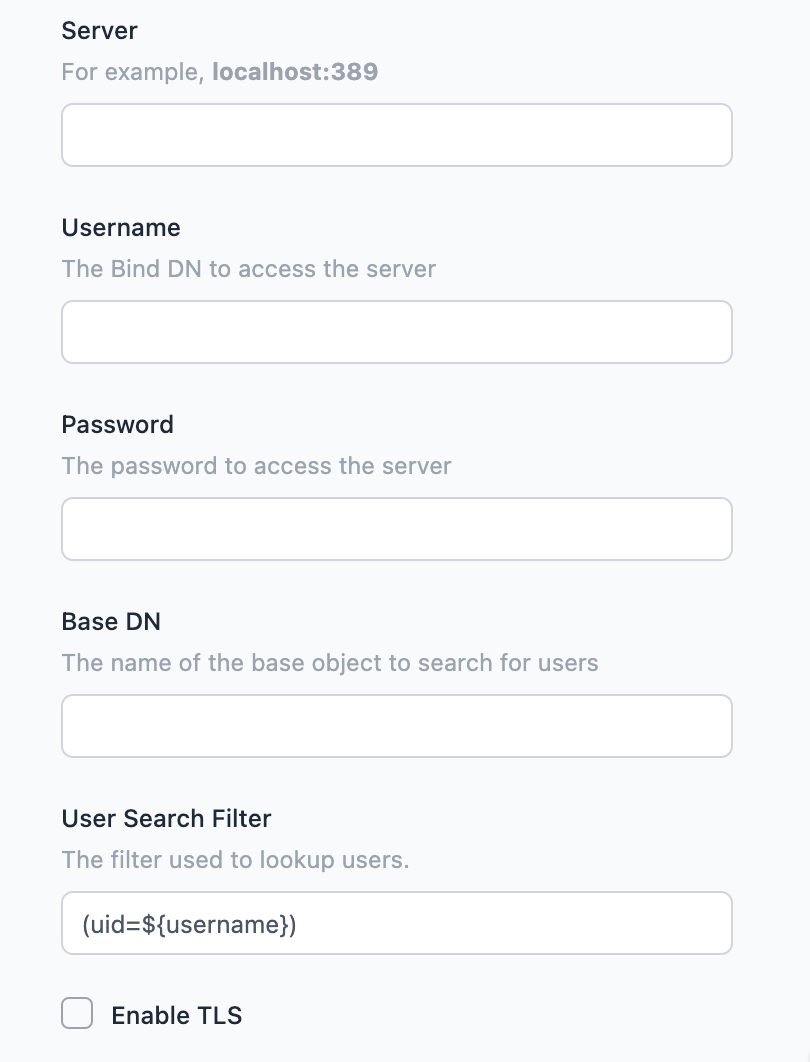 Server
For example, localhost:389
Username
The Bind DN to access the server
Password
The password to access the server
Base DN
The name of the base object to search for users
User Search Filter
The filter used to lookup users.
(uid=${username})
Enable TLS